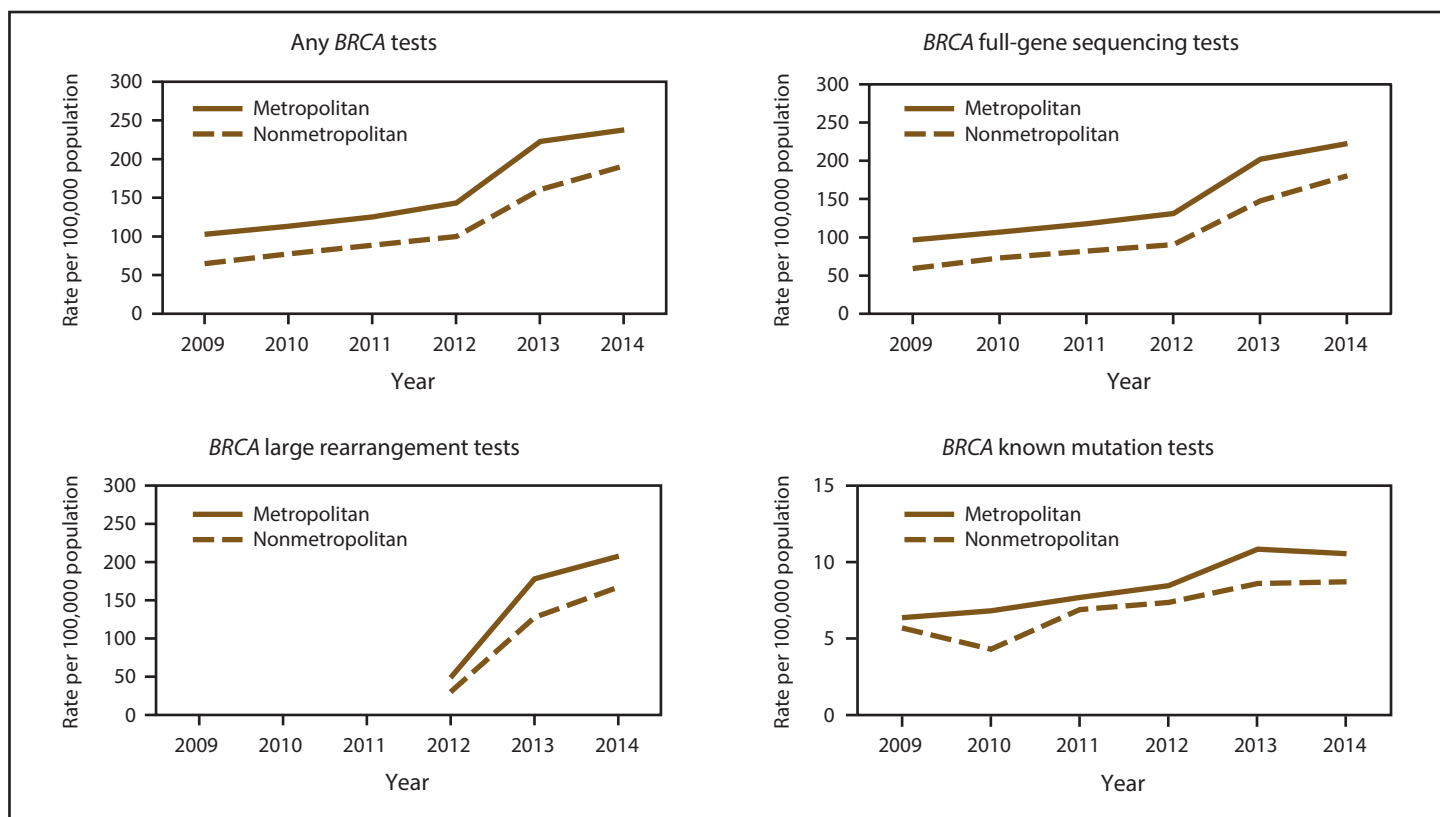 Any BRCA tests
Rate per 100,000 population
300
250
200
150
100
50
0
Metropolitan
Nonmetropolitan
2009 2010 2011 2012 2013 2014
Year
BRCA full-gene sequencing tests
Rate per 100,000 population
300
250
200
150
100
50
0
Metropolitan
Nonmetropolitan
2009 2010 2011 2012 2013 2014
Year
BRCA large rearrangement tests
Rate per 100,000 population
300
250
200
150
100
50
0
Metropolitan
Nonmetropolitan
2009 2010 2011 2012 2013 2014
Year
BRCA known mutation tests
Rate per 100,000 population
15
10
5
0
Metropolitan
Nonmetropolitan
2009 2010 2011 2012 2013 2014
Year